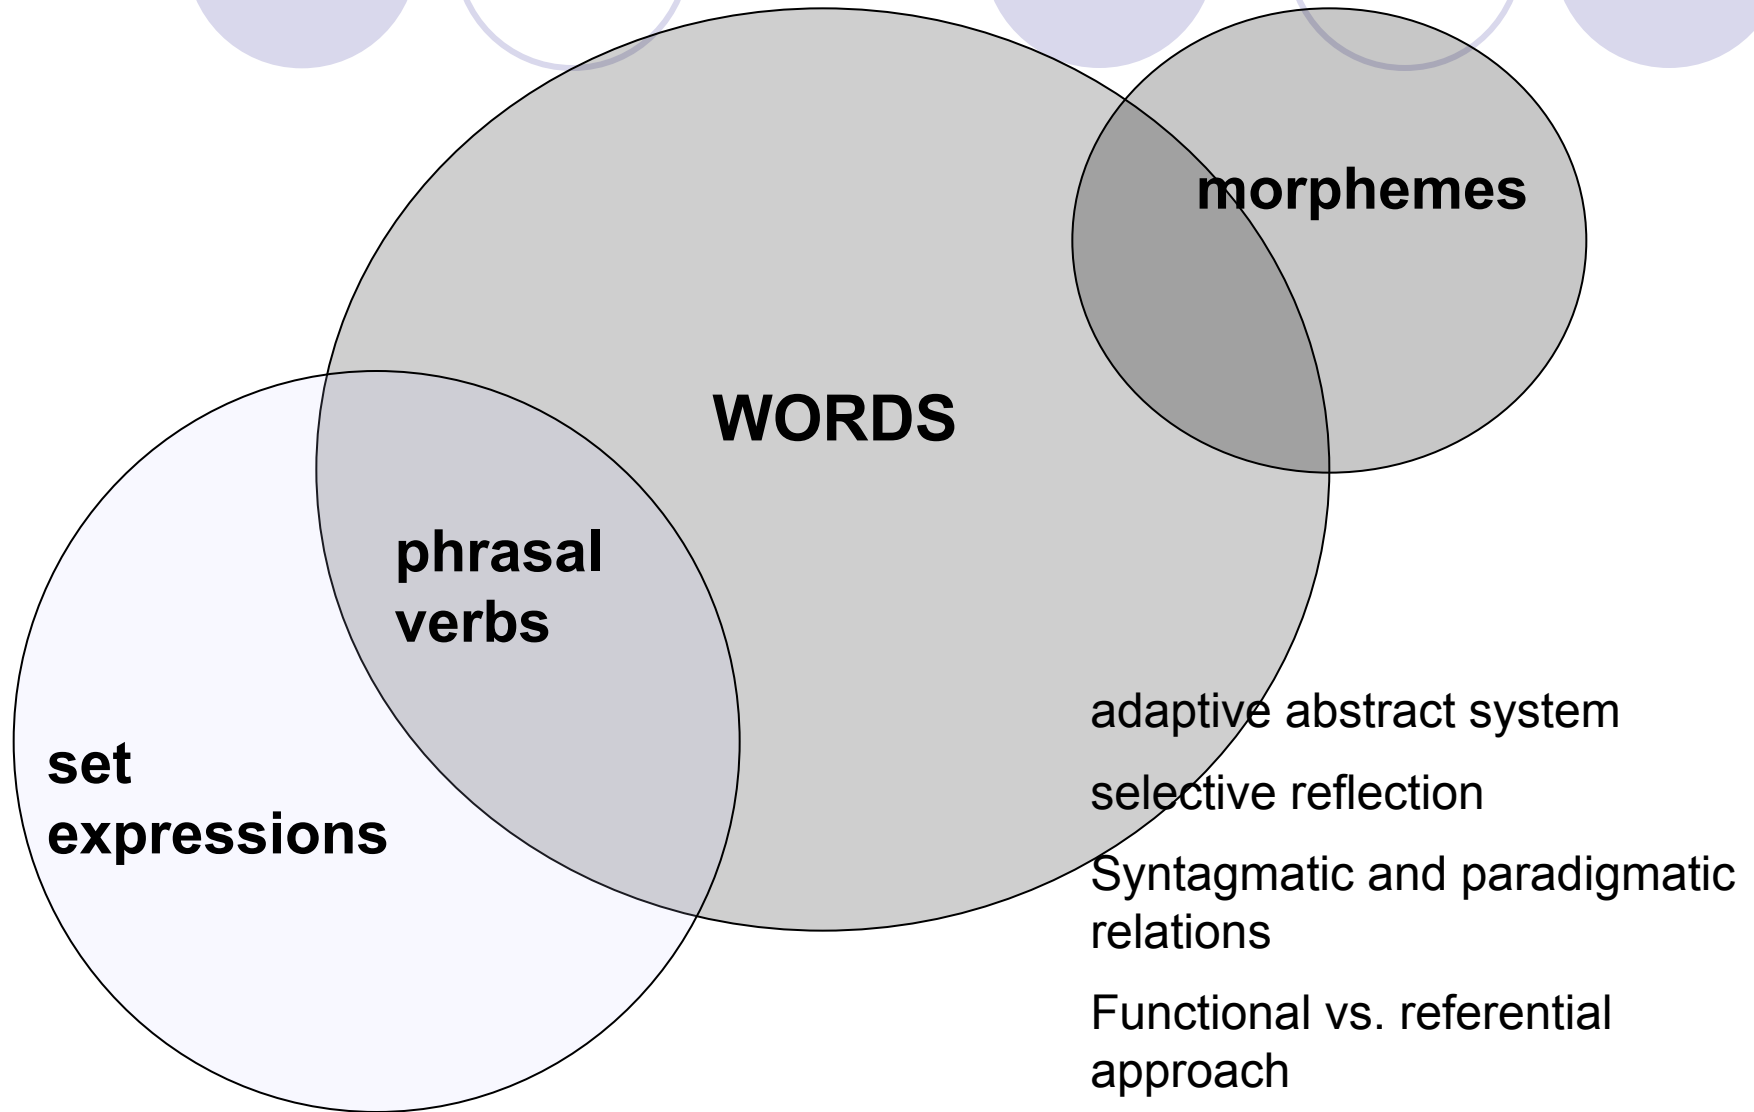 morphemes
WORDS
phrasal
verbs
set
expressions
adaptive abstract system
selective reflection
Syntagmatic and paradigmatic
relations
Functional vs. referential
approach